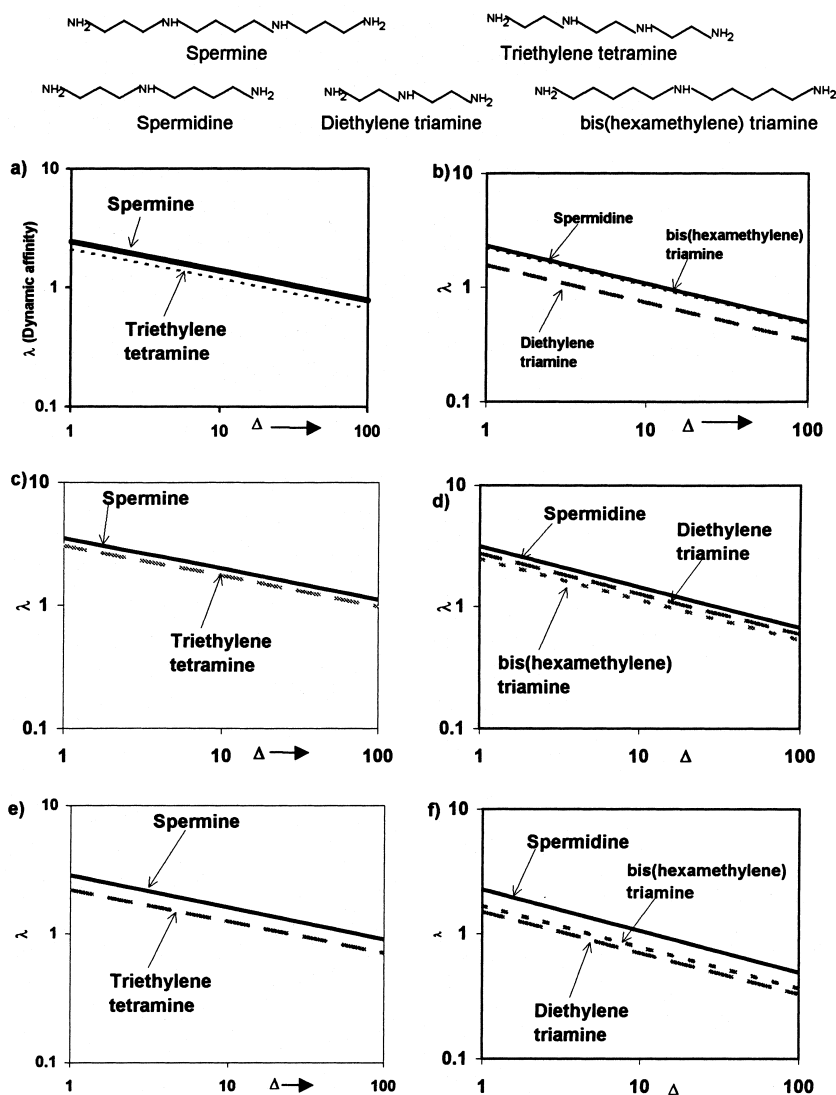 NH2 NH NH NH2
Spermine
NH2 NH NH NH2
Triethylene tetramine
NH2 NH NH2
Spermidine
NH2 NH NH2
Diethylene triamine
NH2 NH NH2
bis(hexamethylene) triamine
a)
10
1
0.1
λ (Dynamic affinity)
Spermine
Triethylene
tetramine
1 Δ 100
b)
10
1
0.1
λ
Spermidine
bis(hexamethylene)
triamine
Diethylene
triamine
1 10 Δ 100
c)
10
1
0.1
λ
Spermine
Triethylene
tetramine
1 10 Δ 100
d)
10
1
0.1
λ
Spermidine
Diethylene
triamine
bis(hexamethylene)
triamine
1 10 Δ 100
e)
10
1
0.1
λ
Spermine
Triethylene
tetramine
1 10 Δ 100
f)
10
1
0.1
λ
Spermidine
bis(hexamethylene)
triamine
Diethylene
triamine
1 10 Δ 100